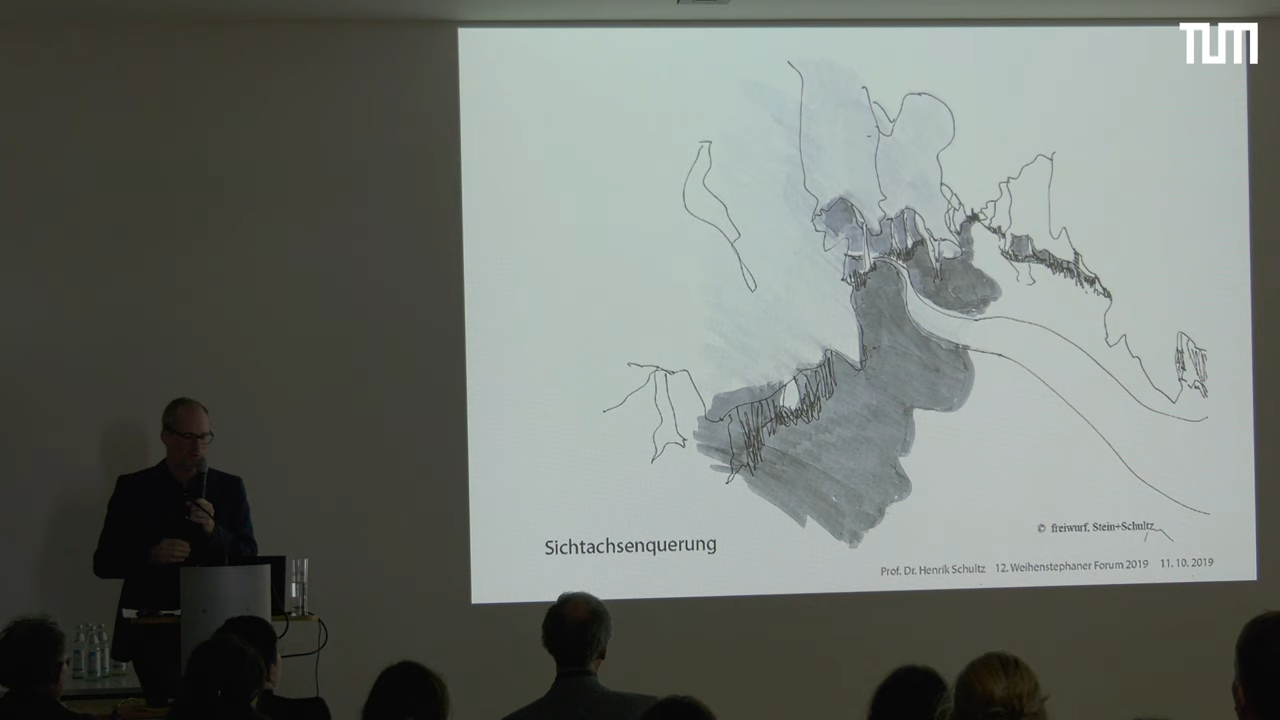 TUM
© freiwurf, Stein+Schultz
Sichtachsenquerung
Prof. Dr. Henrik Schultz 12. Weihenstephaner Forum 2019 11. 10. 2019